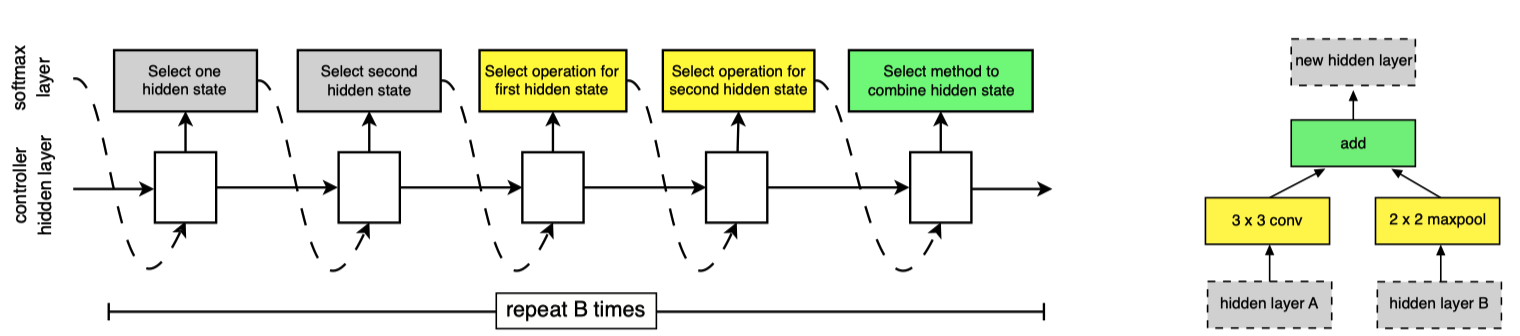 softmax
layer
controller
hidden layer
Select one
hidden state
Select second
hidden state
Select operation for
first hidden state
Select operation for
second hidden state
Select method to
combine hidden state
repeat B times
new hidden layer
add
3 x 3 conv
2 x 2 maxpool
hidden layer A
hidden layer B